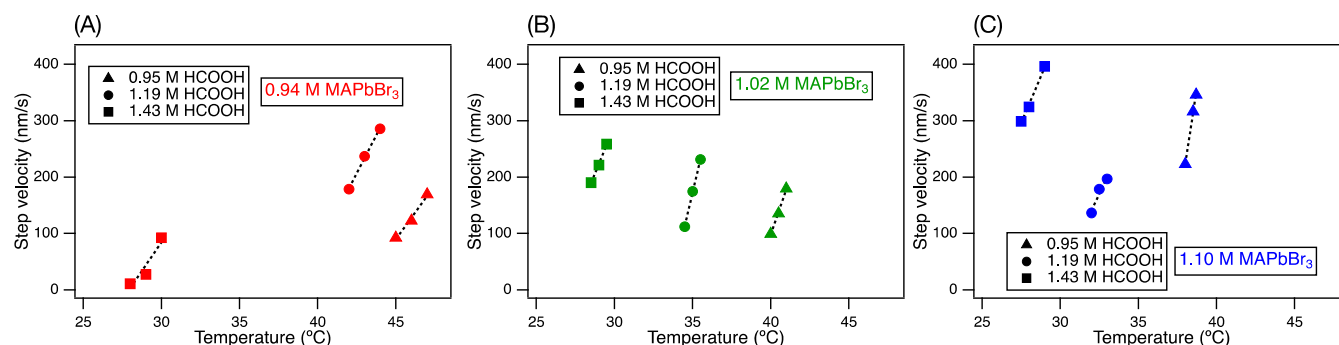 (A)
Step velocity (nm/s)
400
300
200
100
0
0.95 M HCOOH
1.19 M HCOOH
1.43 M HCOOH
0.94 M MAPbBr₃
25
30
35
40
45
Temperature (ºC)
(B)
Step velocity (nm/s)
400
300
200
100
0
0.95 M HCOOH
1.19 M HCOOH
1.43 M HCOOH
1.02 M MAPbBr₃
25
30
35
40
45
Temperature (ºC)
(C)
Step velocity (nm/s)
400
300
200
100
0
0.95 M HCOOH
1.19 M HCOOH
1.43 M HCOOH
1.10 M MAPbBr₃
25
30
35
40
45
Temperature (ºC)